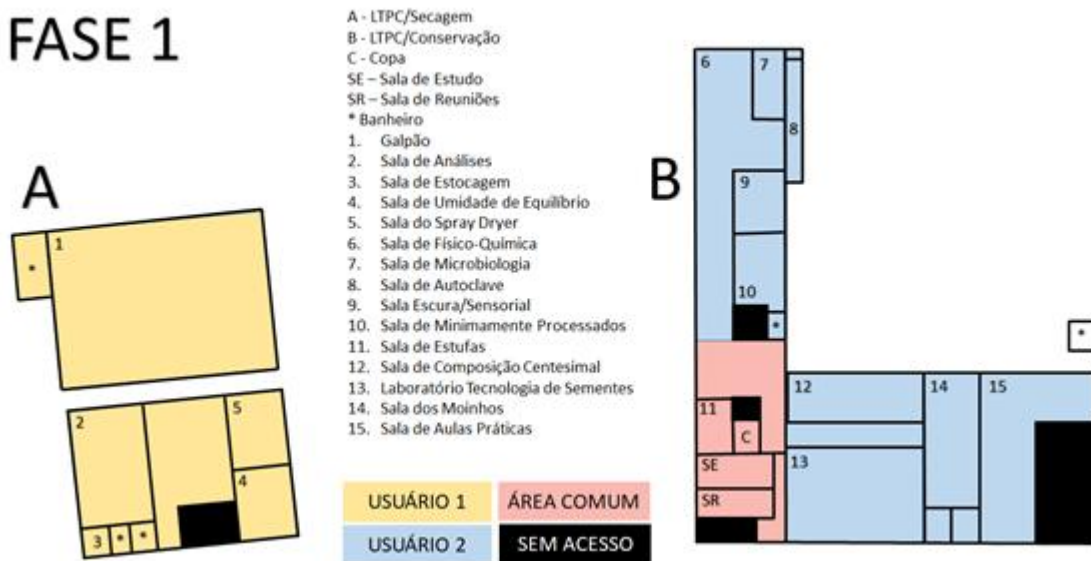 FASE 1
A - LTPC/Secagem
B - LTPC/Conservação
C - Copa
SE – Sala de Estudo
SR – Sala de Reuniões
* Banheiro
1. Galpão
2. Sala de Análises
3. Sala de Estocagem
4. Sala de Umidade de Equilíbrio
5. Sala do Spray Dryer
6. Sala de Físico-Química
7. Sala de Microbiologia
8. Sala de Autoclave
9. Sala Escura/Sensorial
10. Sala de Minimamente Processados
11. Sala de Estufas
12. Sala de Composição Centesimal
13. Laboratório Tecnologia de Sementes
14. Sala dos Moinhos
15. Sala de Aulas Práticas
A
1
*
2
5
4
3 * *
USUÁRIO 1 ÁREA COMUM
USUÁRIO 2 SEM ACESSO
B
6 7
8
9
10
*
*
11
C
SE
SR
12 14 15
13